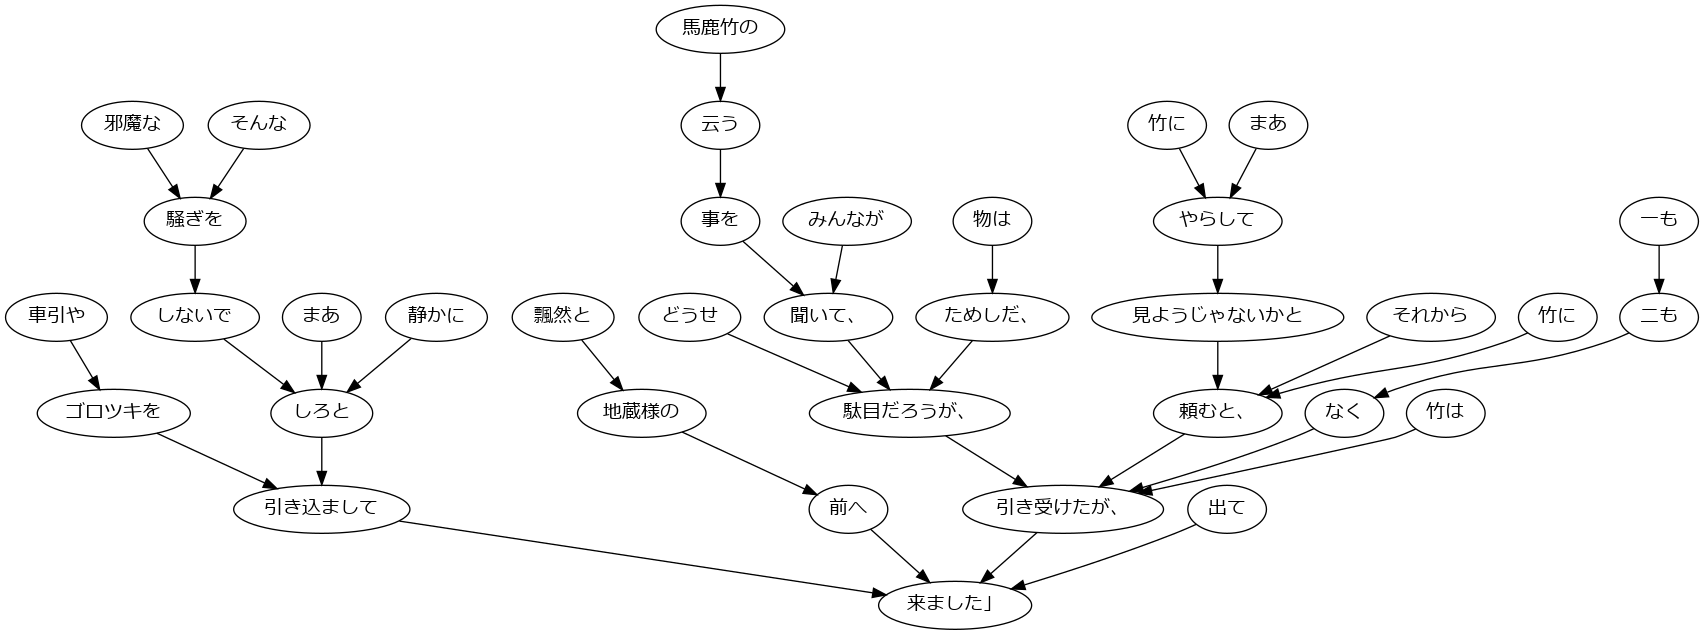 馬鹿竹の
邪魔な
そんな
云う
竹に
まあ
騒ぎを
事を
みんなが
物は
やらして
一も
車引や
しないで
まあ
静かに
飄然と
どうせ
聞いて、
ためしだ、
見ようじゃないかと
それから
竹に
二も
ゴロツキを
しろと
地蔵様の
駄目だろうが、
頼むと、
なく
竹は
引き込まして
前へ
引き受けたが、
出て
来ました」